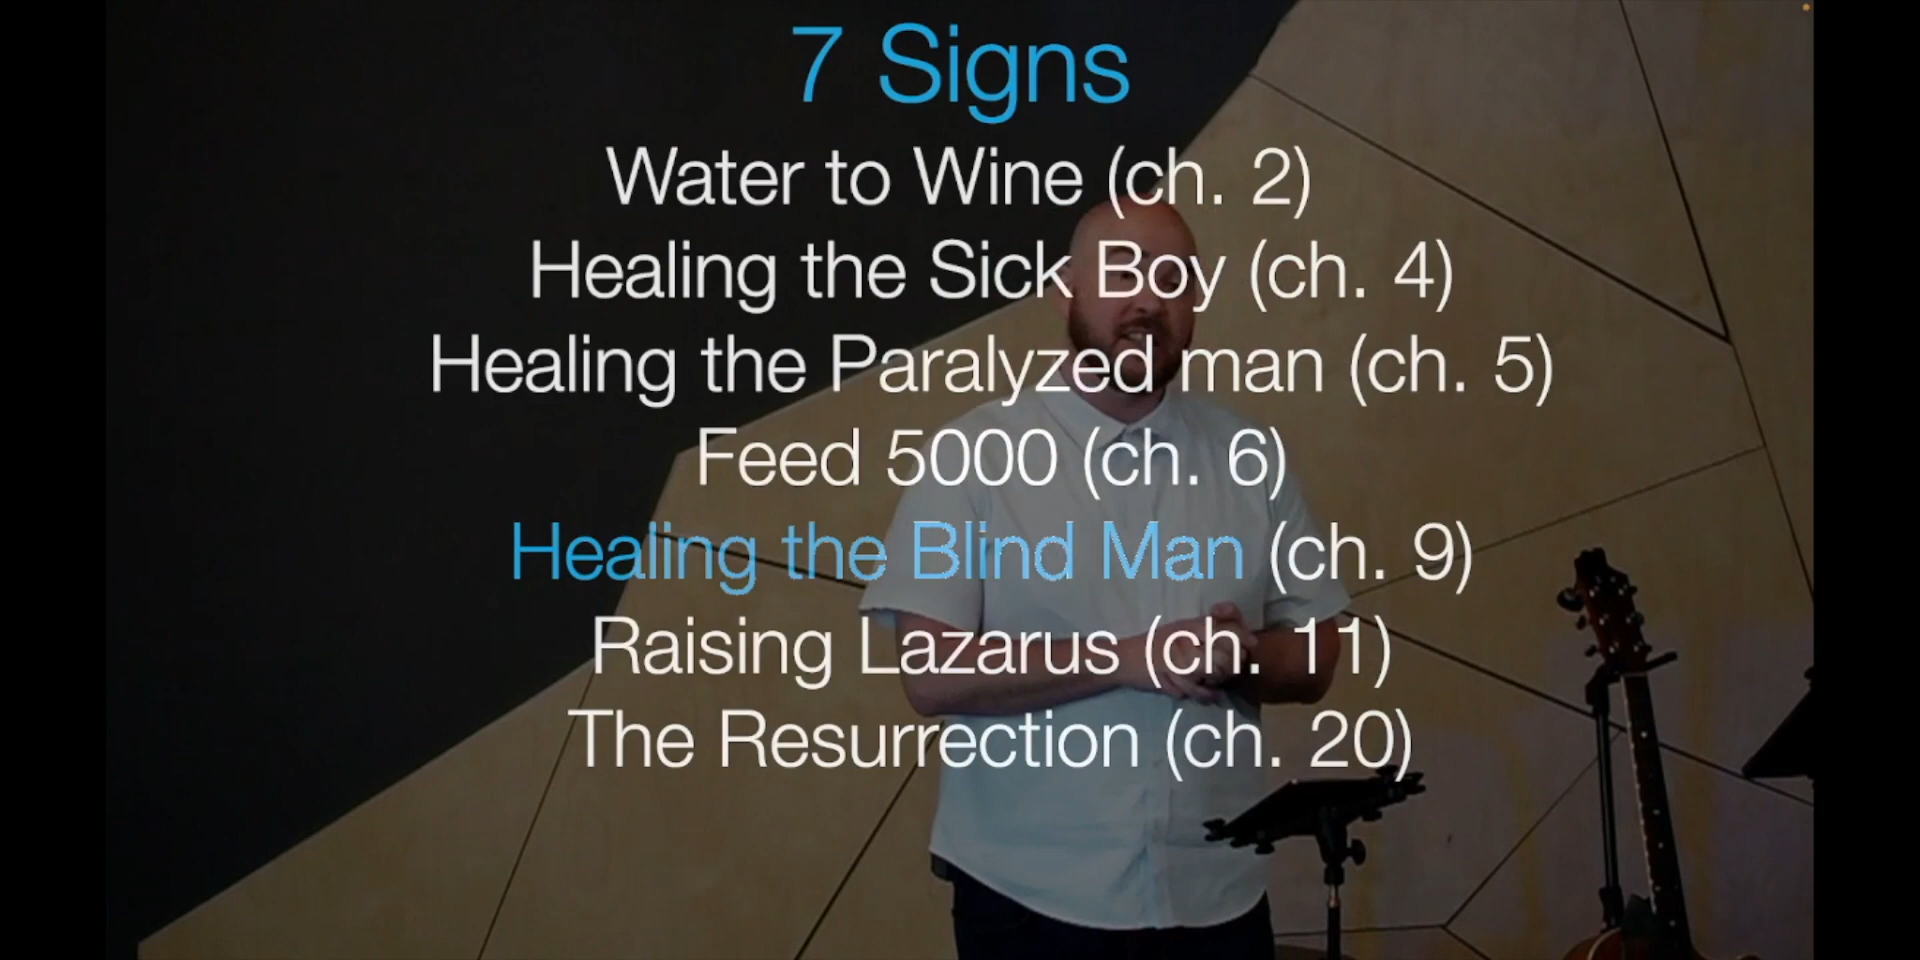 7 Signs
Water to Wine (ch. 2)
Healing the Sick Boy (ch. 4)
Healing the Paralyzed man (ch. 5)
Feed 5000 (ch. 6)
Healing the Blind Man (ch. 9)
Raising Lazarus (ch. 11)
The Resurrection (ch. 20)